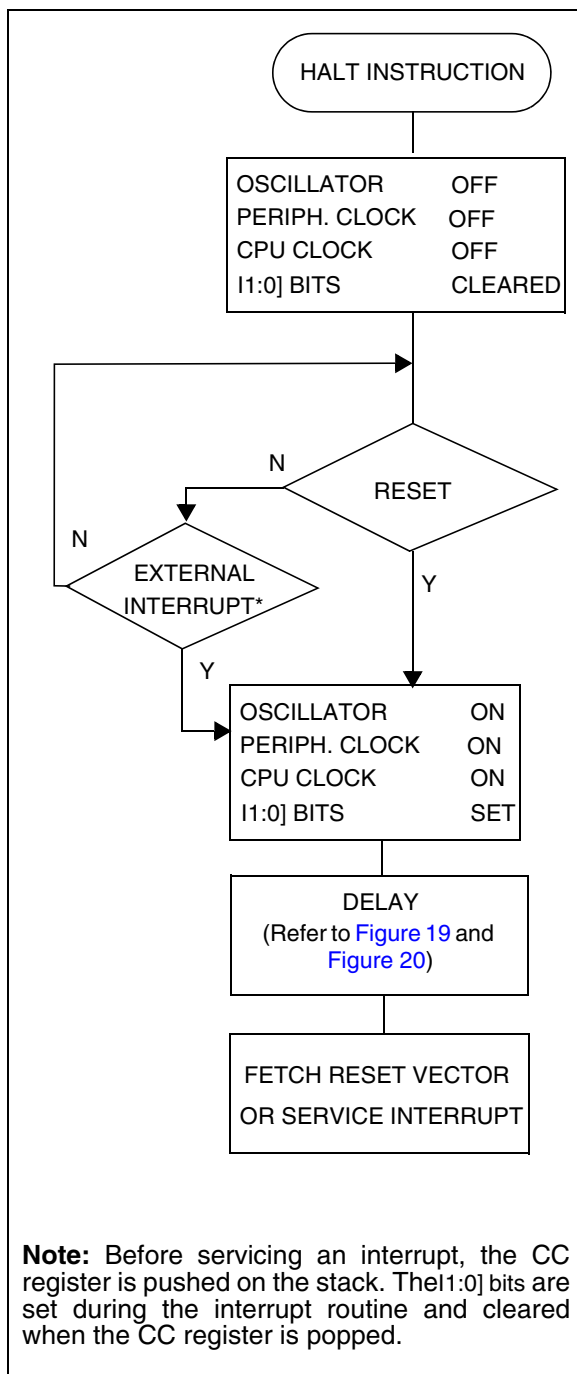 HALT INSTRUCTION
OSCILLATOR OFF
PERIPH. CLOCK OFF
CPU CLOCK OFF
I1:0] BITS CLEARED
N
RESET
N
EXTERNAL
INTERRUPT*
Y
Y
OSCILLATOR ON
PERIPH. CLOCK ON
CPU CLOCK ON
I1:0] BITS SET
DELAY
(Refer to Figure 19 and
Figure 20)
FETCH RESET VECTOR
OR SERVICE INTERRUPT
Note: Before servicing an interrupt, the CC
register is pushed on the stack. TheI1:0] bits are
set during the interrupt routine and cleared
when the CC register is popped.